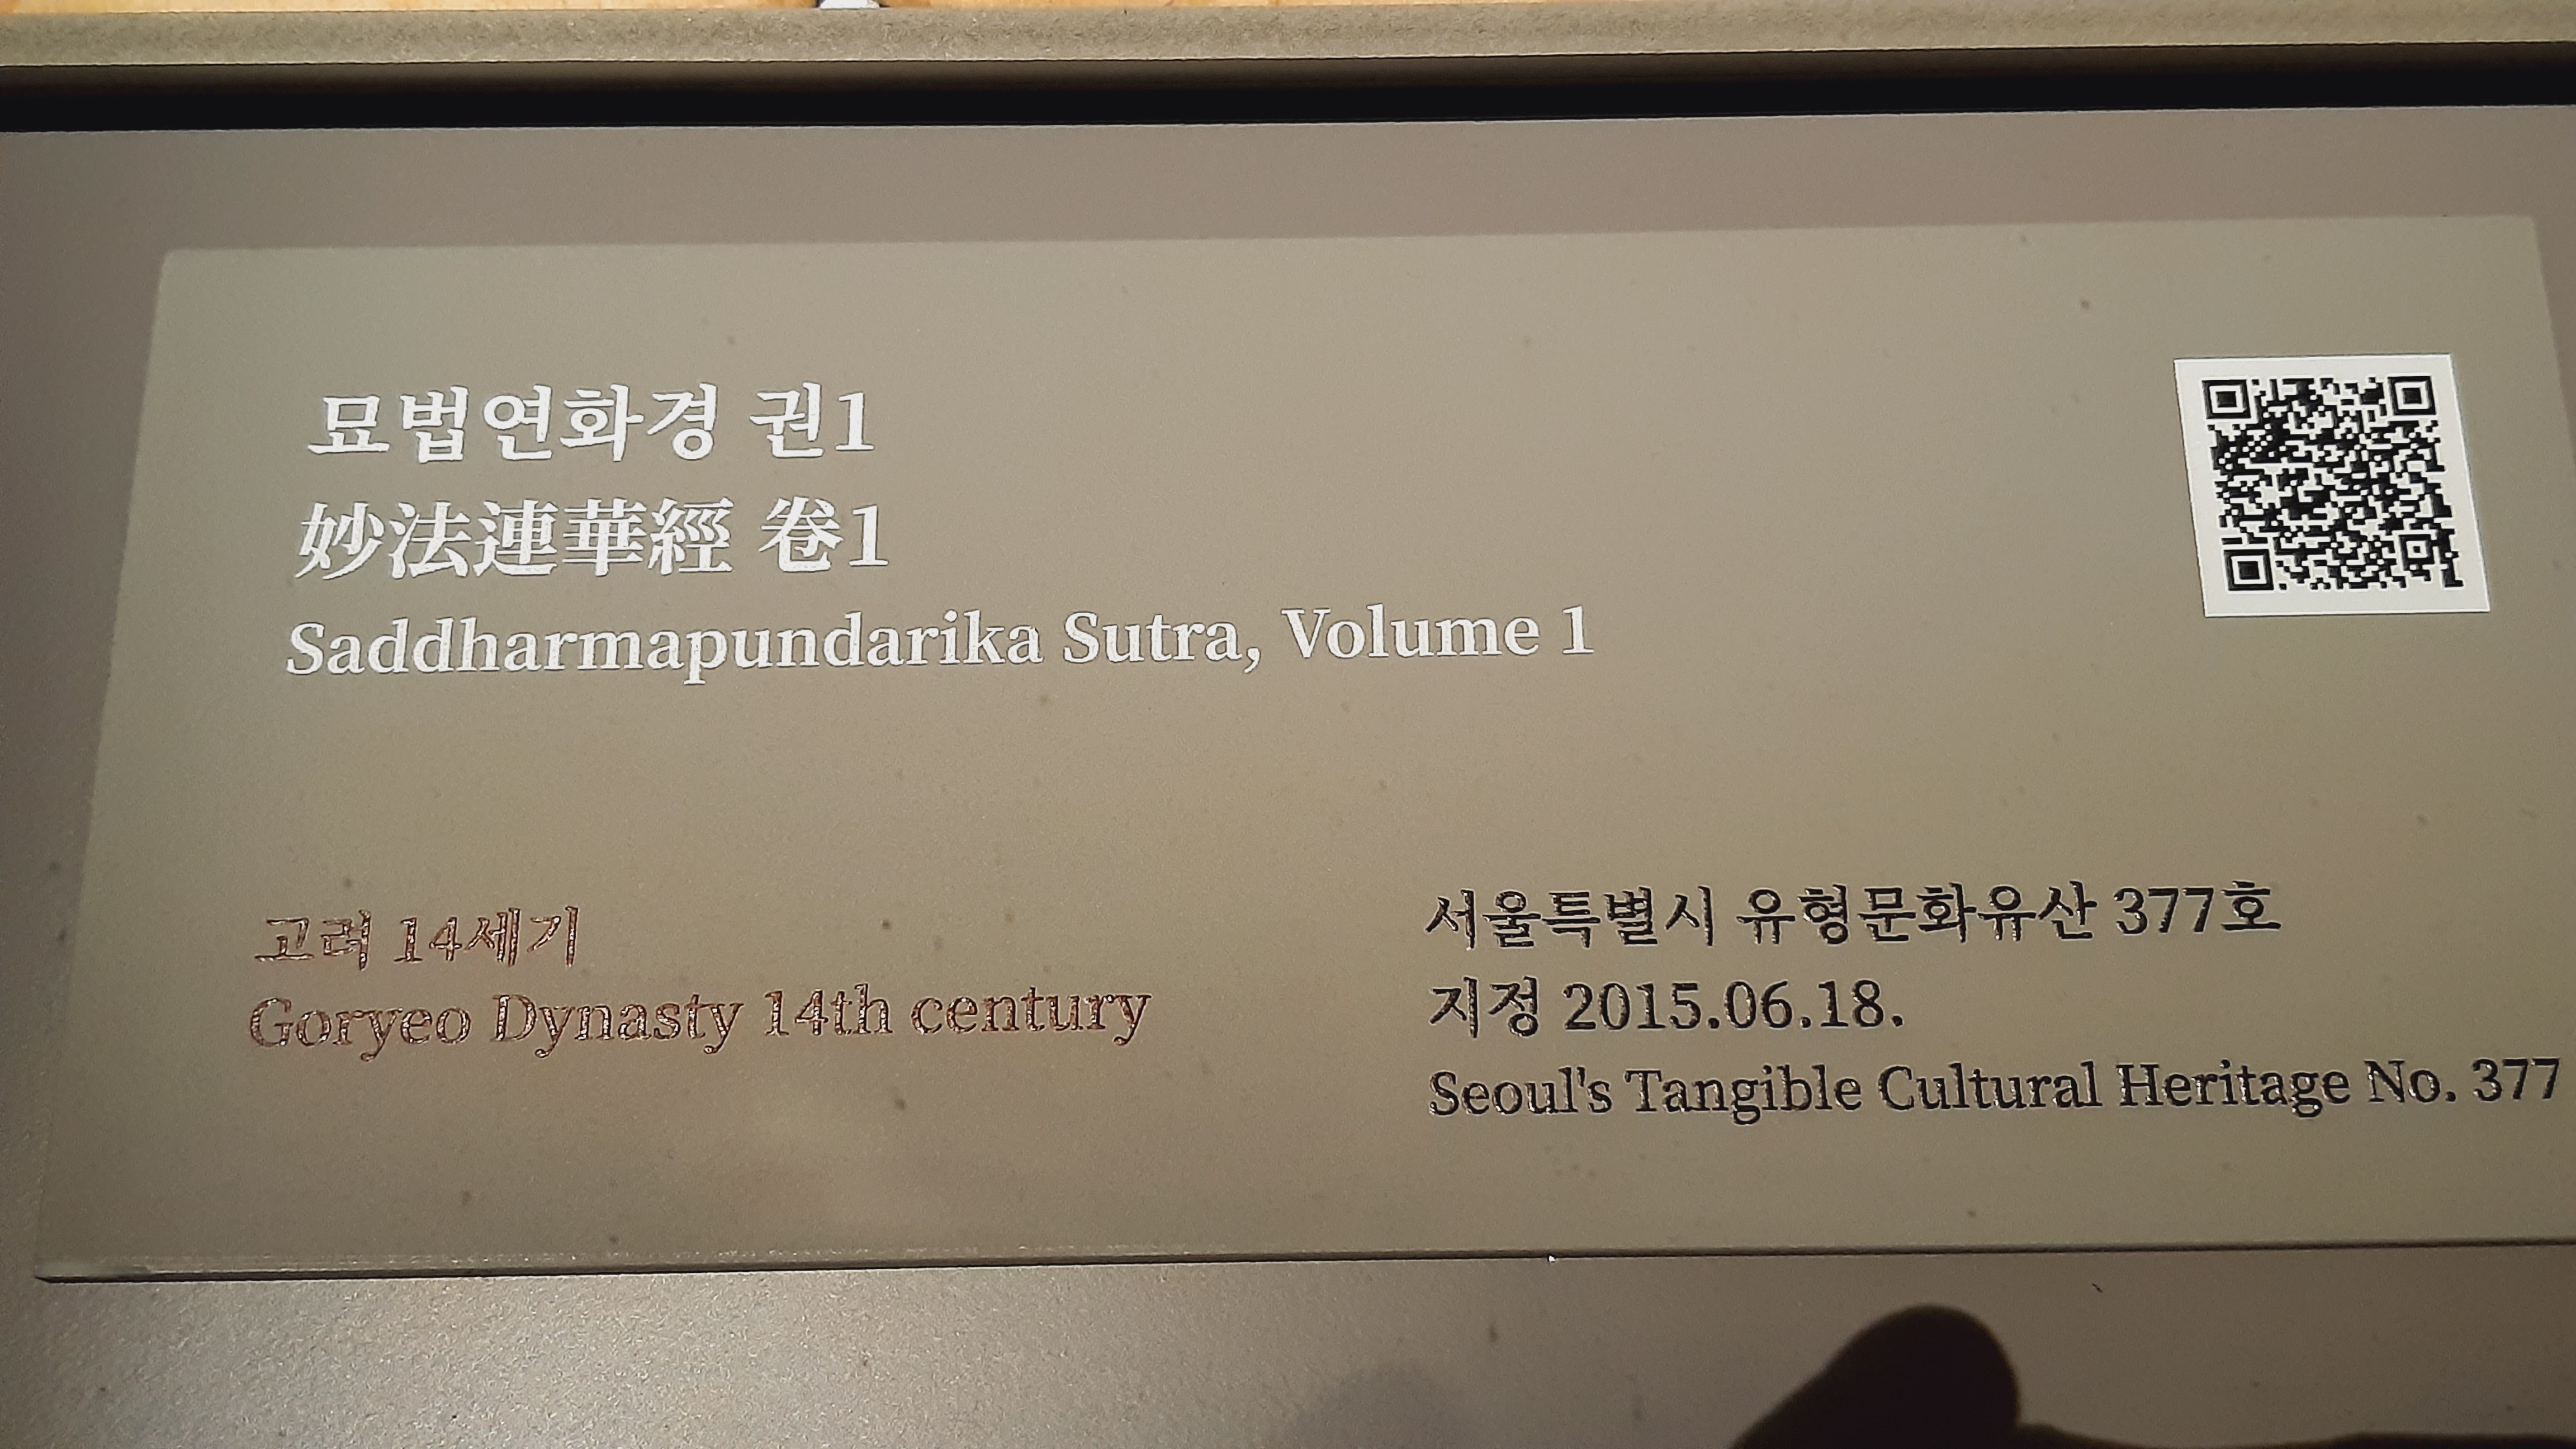 묘법연화경 권1
妙法連華經 卷1
Saddharmapundarika Sutra, Volume 1
고려 14세기
Goryeo Dynasty 14th century
서울특별시 유형문화유산 377호
지정 2015.06.18.
Seoul's Tangible Cultural Heritage No. 377